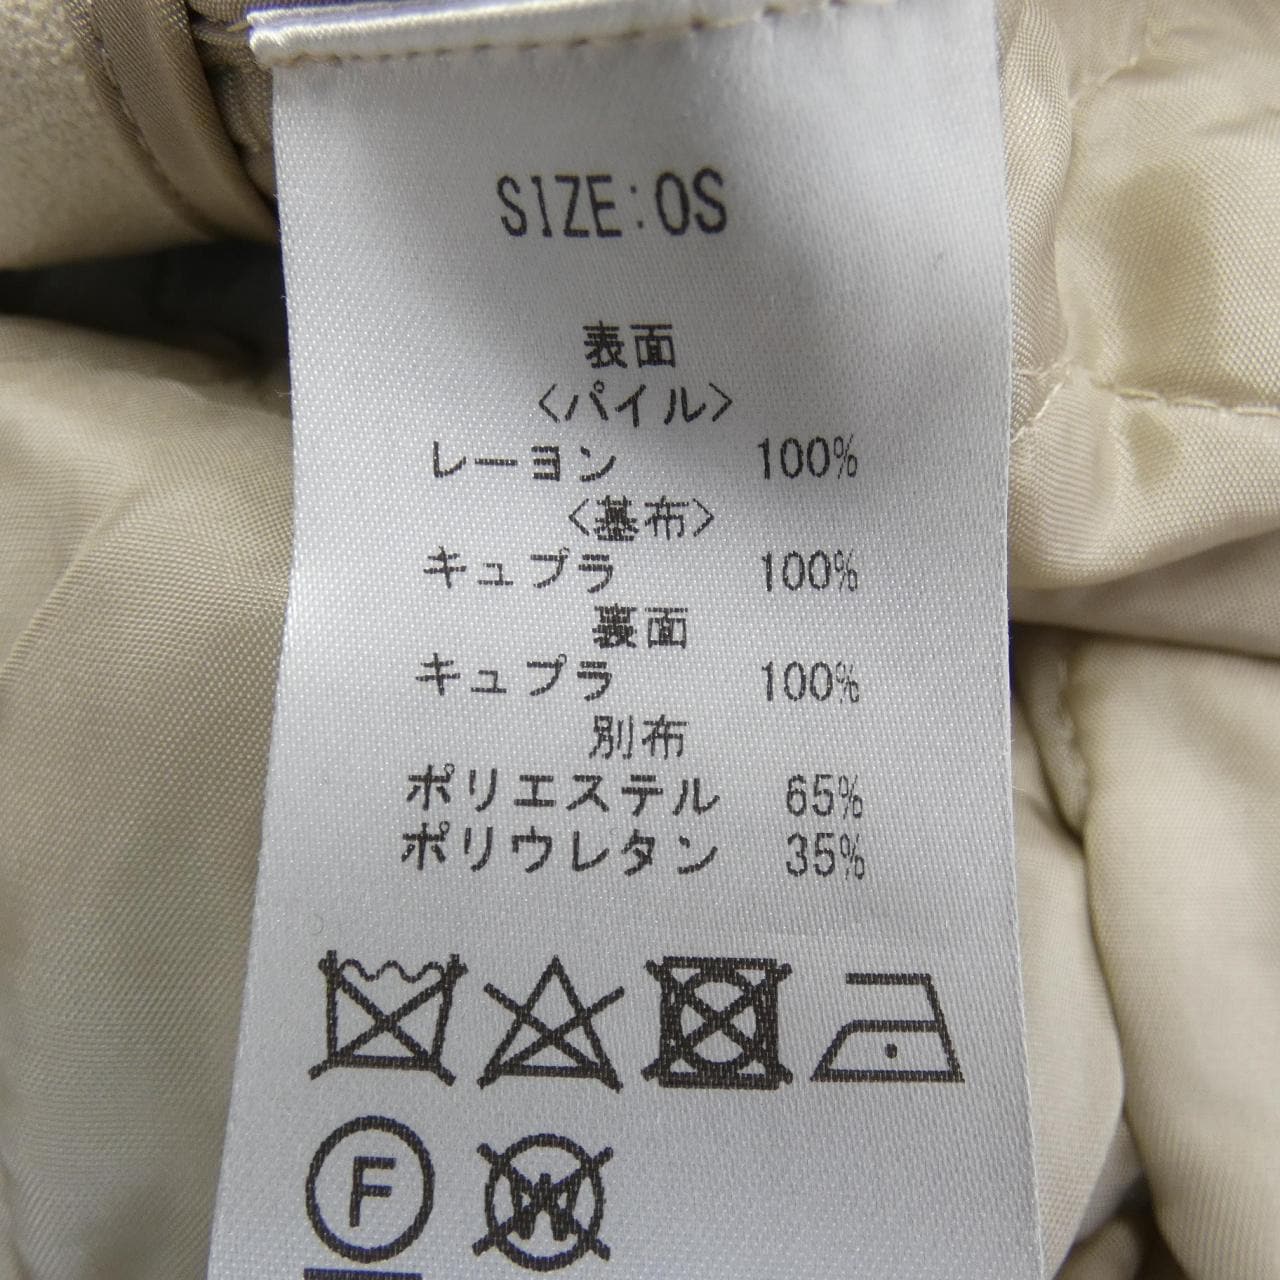 SIZE:OS
表面
<パイル>
レーヨン 100%
<基布>
キュプラ 100%
裏面
キュプラ 100%
別布
ポリエステル 65%
ポリウレタン 35%
F W